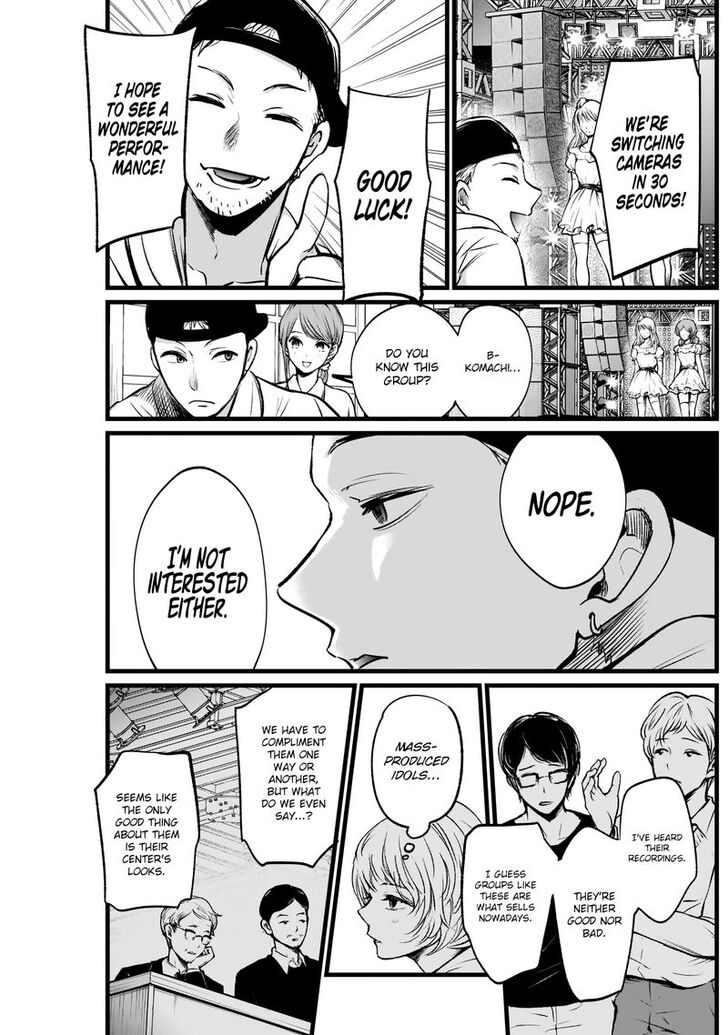 WE'RE
SWITCHING
CAMERAS
IN 30
SECONDS!
GOOD
LUCK!
I HOPE
TO SEE A
WONDERFUL
PERFOR-
MANCE!
B-
KOMACHI...
DO YOU
KNOW THIS
GROUP?
NOPE.
I'M NOT
INTERESTED
EITHER.
I'VE HEARD
THEIR
RECORDINGS.
THEY'RE
NEITHER
GOOD NOR
BAD.
I GUESS
GROUPS LIKE
THESE ARE
WHAT SELLS
NOWADAYS.
MASS-
PRODUCED
IDOLS...
WE HAVE TO
COMPLIMENT
THEM ONE
WAY OR
ANOTHER,
BUT WHAT
DO WE EVEN
SAY...?
SEEMS LIKE
THE ONLY
GOOD THING
ABOUT THEM
IS THEIR
CENTER'S
LOOKS.